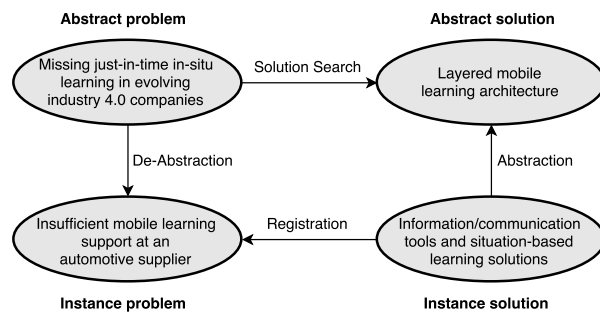 Abstract problem
Abstract solution
Missing just-in-time in-situ
learning in evolving
industry 4.0 companies
Solution Search
Layered mobile
learning architecture
De-Abstraction
Abstraction
Insufficient mobile learning
support at an
automotive supplier
Registration
Information/communication
tools and situation-based
learning solutions
Instance problem
Instance solution